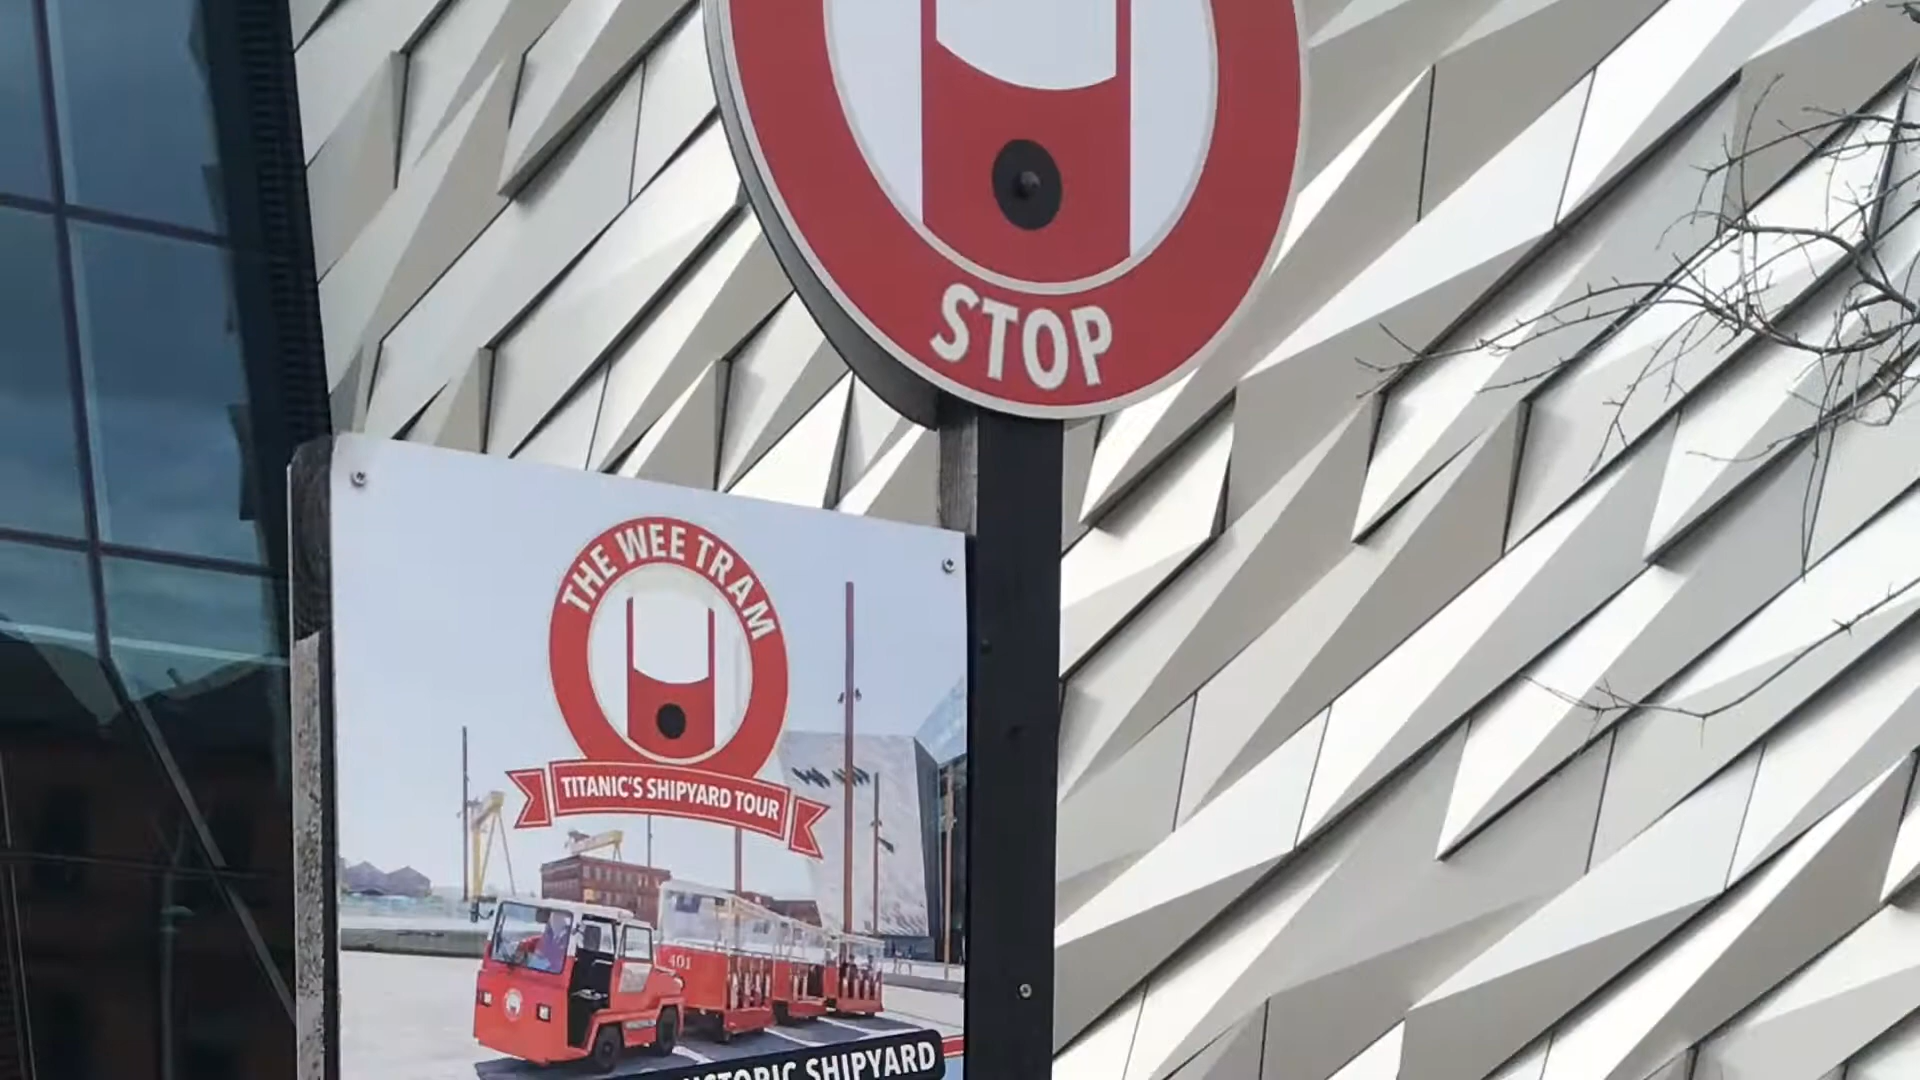 STOP
THE WEE TRAM
TITANIC'S SHIPYARD TOUR
401
SHIPYARD